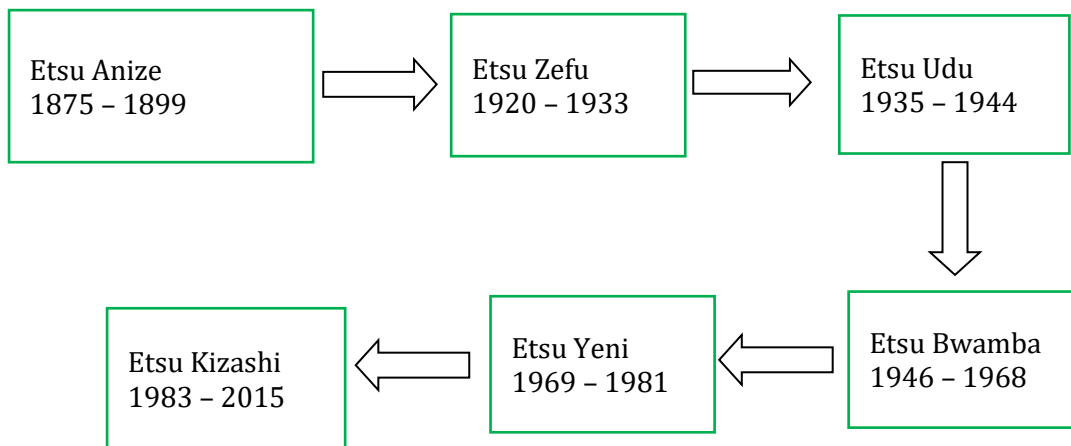 Etsu Anize
1875 – 1899
Etsu Zefu
1920 – 1933
Etsu Udu
1935 – 1944
Etsu Bwamba
1946 – 1968
Etsu Yeni
1969 – 1981
Etsu Kizashi
1983 – 2015